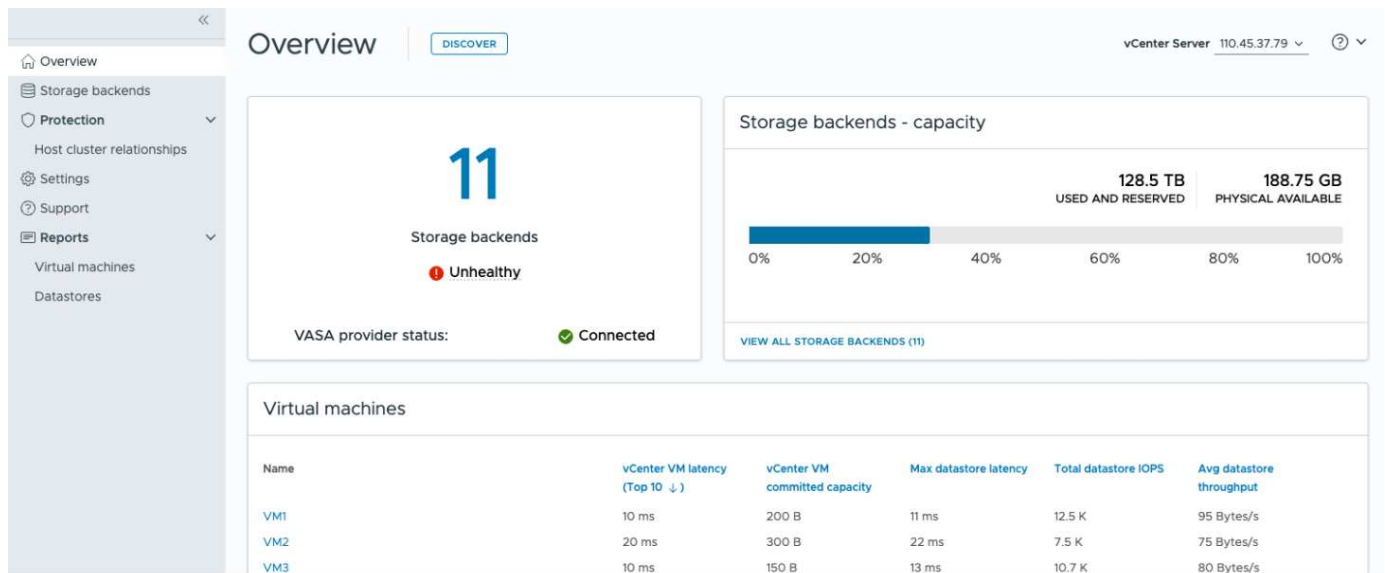 «
Overview
Storage backends
Protection
Host cluster relationships
Settings
Support
Reports
Virtual machines
Datastores
Overview DISCOVER
vCenter Server 110.45.37.79
11
Storage backends
Unhealthy
VASA provider status: Connected
Storage backends - capacity
128.5 TB 188.75 GB
USED AND RESERVED PHYSICAL AVAILABLE
0% 20% 40% 60% 80% 100%
VIEW ALL STORAGE BACKENDS (11)
Virtual machines
Name vCenter VM latency vCenter VM Max datastore latency Total datastore IOPS Avg datastore
(Top 10 ↓) committed capacity throughput
VM1 10 ms 200 B 11 ms 12.5 K 95 Bytes/s
VM2 20 ms 300 B 22 ms 7.5 K 75 Bytes/s
VM3 10 ms 150 B 13 ms 10.7 K 80 Bytes/s